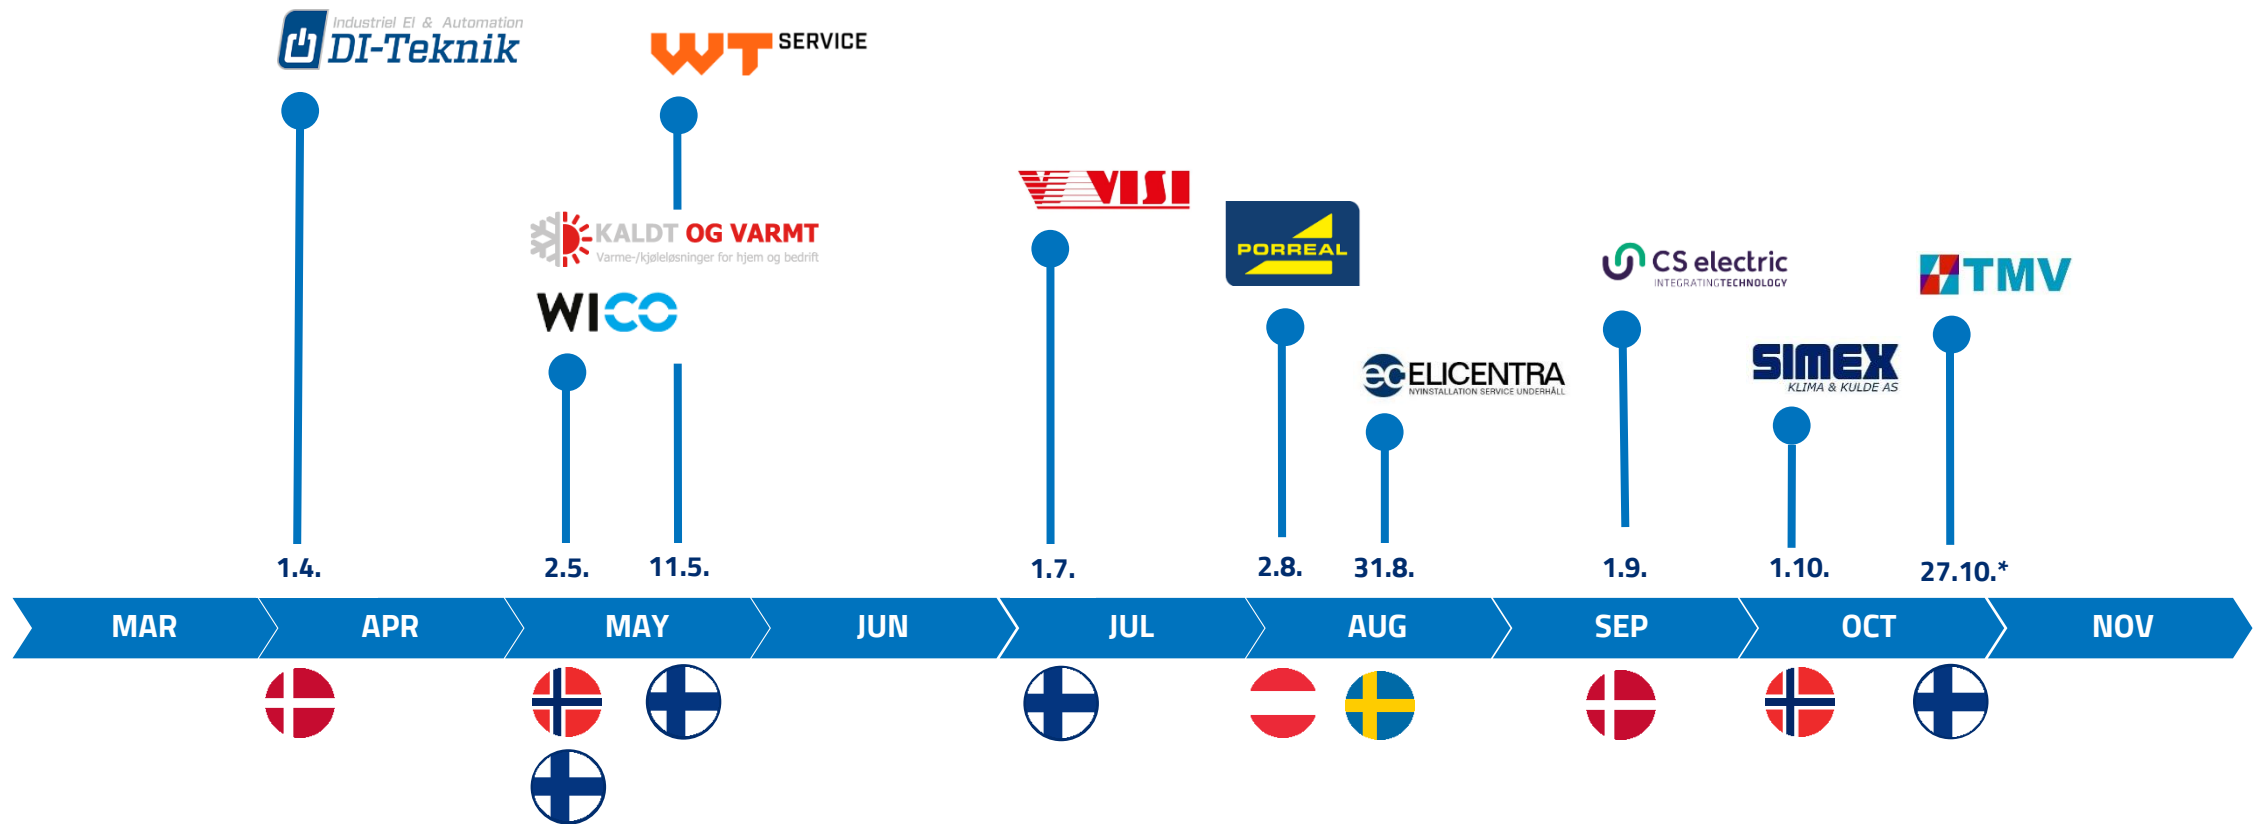 Industriel El & Automation
DI-Teknik
WT SERVICE
KALDT OG VARMT
Varme-/kjøleløsninger for hjem og bedrift
WICO
VISI
PORREAL
ec ELICENTRA
NYINSTALLATION SERVICE UNDERHÅLL
CS electric
INTEGRATINGTECHNOLOGY
SIMEX
KLIMA & KULDE AS
TMV
1.4. 2.5. 11.5. 1.7. 2.8. 31.8. 1.9. 1.10. 27.10.*
MAR APR MAY JUN JUL AUG SEP OCT NOV